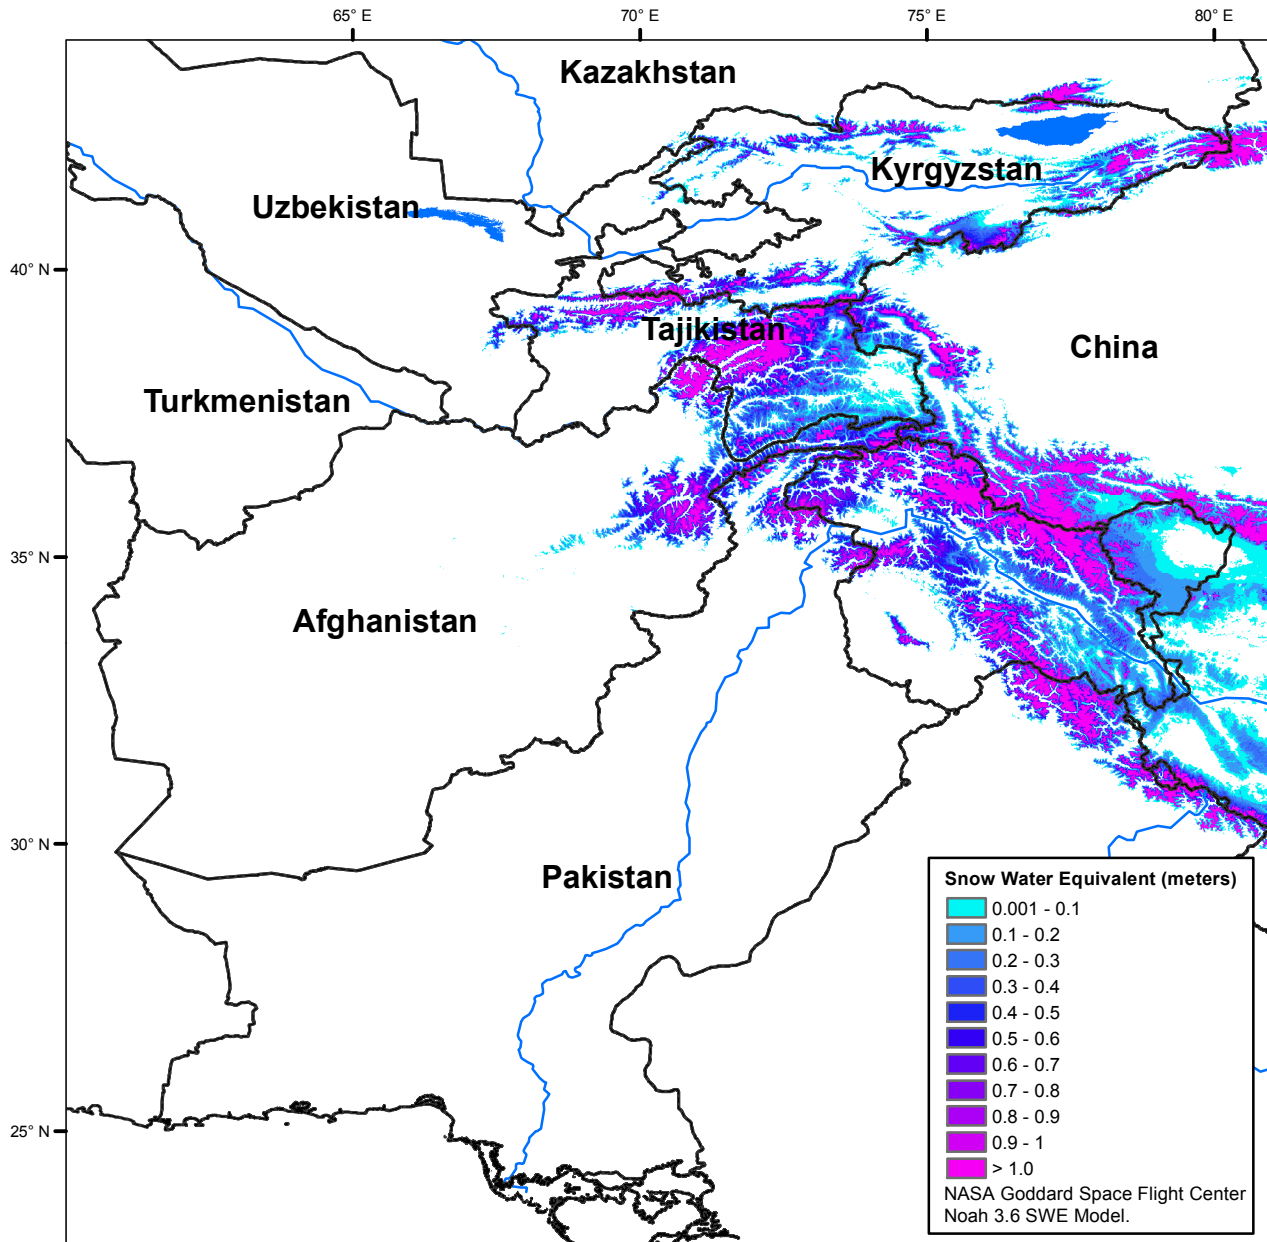 65° E
70° E
75° E
80° E
Kazakhstan
Kyrgyzstan
Uzbekistan
40° N
Tajikistan
China
Turkmenistan
35° N
Afghanistan
30° N
Pakistan
25° N
Snow Water Equivalent (meters)
0.001 - 0.1
0.1 - 0.2
0.2 - 0.3
0.3 - 0.4
0.4 - 0.5
0.5 - 0.6
0.6 - 0.7
0.7 - 0.8
0.8 - 0.9
0.9 - 1
> 1.0
NASA Goddard Space Flight Center
Noah 3.6 SWE Model.